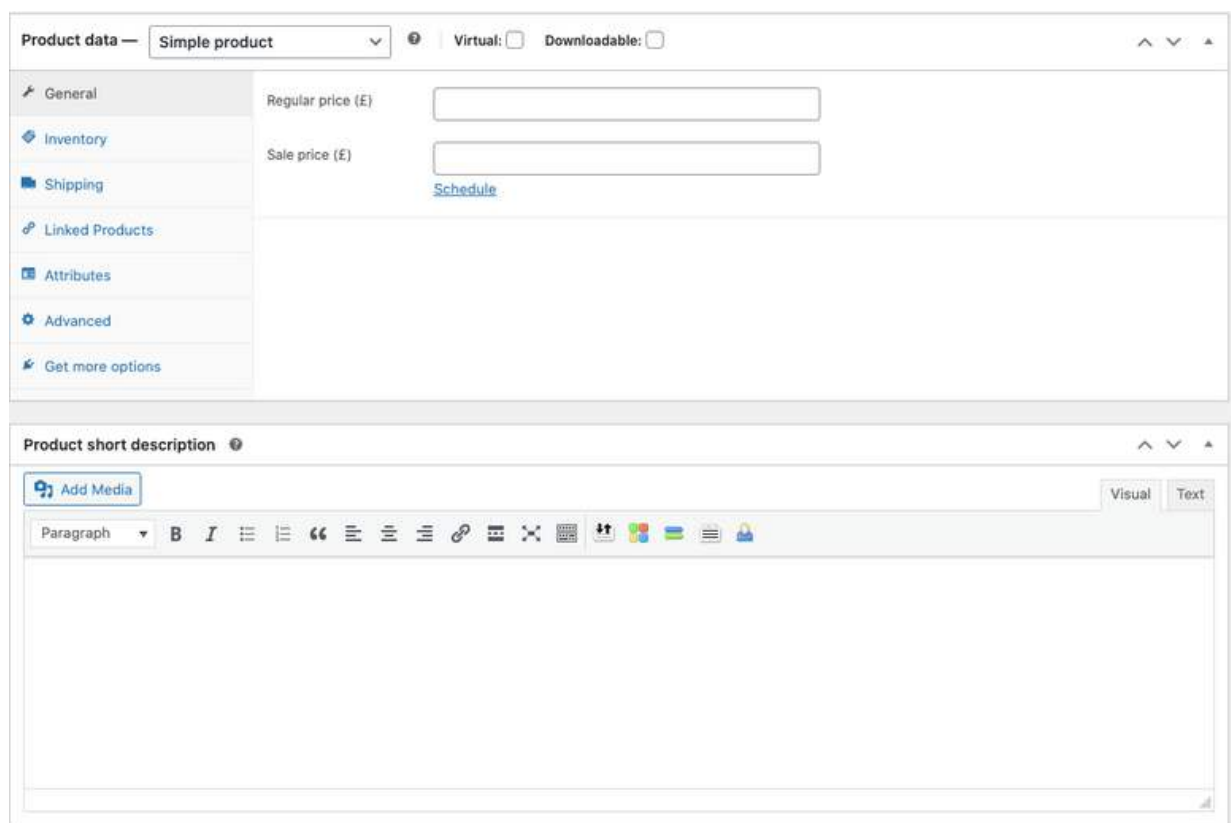 Product data — Simple product Virtual: Downloadable:
General
Regular price (£)
Inventory
Sale price (£)
Shipping
Schedule
Linked Products
Attributes
Advanced
Get more options
Product short description
Add Media
Visual Text
Paragraph B I